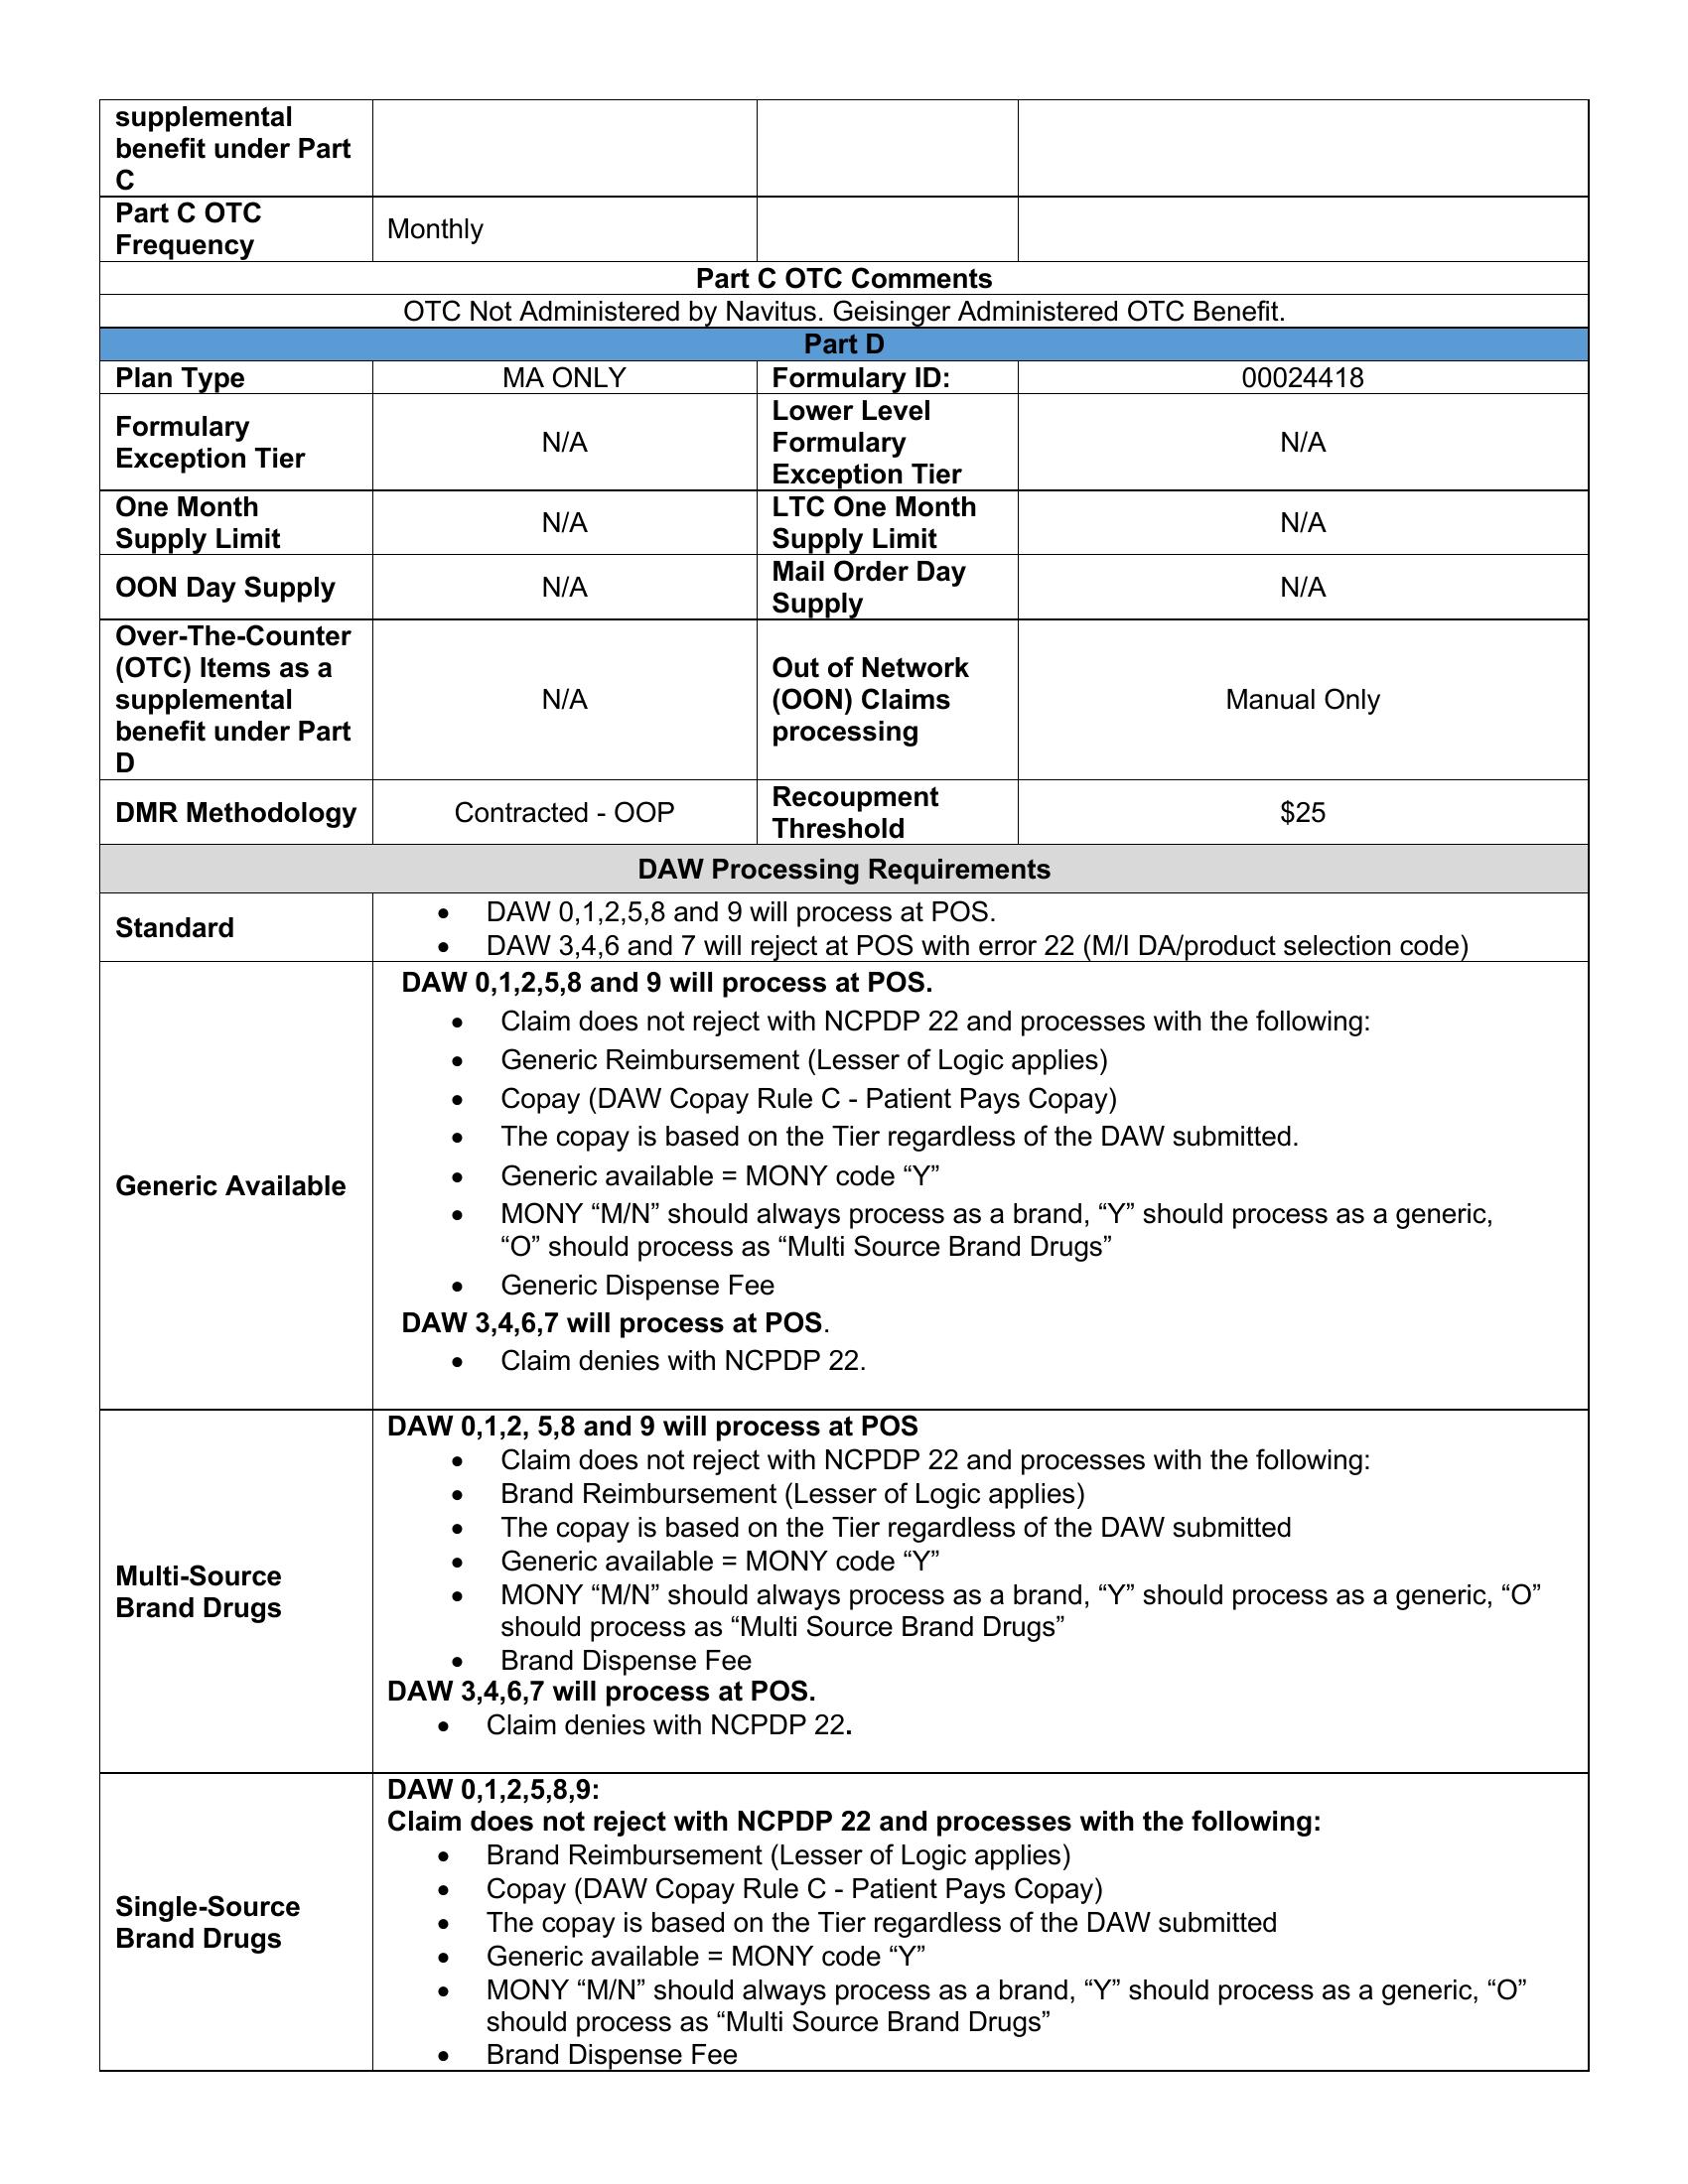 supplemental
benefit under Part
C
Part C OTC
Frequency
Monthly
Part C OTC Comments
OTC Not Administered by Navitus. Geisinger Administered OTC Benefit.
Part D
Plan Type
MA ONLY
Formulary ID:
00024418
Formulary
Exception Tier
N/A
Lower Level
Formulary
Exception Tier
N/A
One Month
Supply Limit
N/A
LTC One Month
Supply Limit
N/A
OON Day Supply
N/A
Mail Order Day
Supply
N/A
Over-The-Counter
(OTC) Items as a
supplemental
benefit under Part
D
N/A
Out of Network
(OON) Claims
processing
Manual Only
DMR Methodology
Contracted - OOP
Recoupment
Threshold
$25
DAW Processing Requirements
Standard
• DAW 0,1,2,5,8 and 9 will process at POS.
• DAW 3,4,6 and 7 will reject at POS with error 22 (M/I DA/product selection code)
Generic Available
DAW 0,1,2,5,8 and 9 will process at POS.
• Claim does not reject with NCPDP 22 and processes with the following:
• Generic Reimbursement (Lesser of Logic applies)
• Copay (DAW Copay Rule C - Patient Pays Copay)
• The copay is based on the Tier regardless of the DAW submitted.
• Generic available = MONY code “Y”
• MONY “M/N” should always process as a brand, “Y” should process as a generic,
“O” should process as “Multi Source Brand Drugs”
• Generic Dispense Fee
DAW 3,4,6,7 will process at POS.
• Claim denies with NCPDP 22.
Multi-Source
Brand Drugs
DAW 0,1,2, 5,8 and 9 will process at POS
• Claim does not reject with NCPDP 22 and processes with the following:
• Brand Reimbursement (Lesser of Logic applies)
• The copay is based on the Tier regardless of the DAW submitted
• Generic available = MONY code “Y”
• MONY “M/N” should always process as a brand, “Y” should process as a generic, “O”
should process as “Multi Source Brand Drugs”
• Brand Dispense Fee
DAW 3,4,6,7 will process at POS.
• Claim denies with NCPDP 22.
Single-Source
Brand Drugs
DAW 0,1,2,5,8,9:
Claim does not reject with NCPDP 22 and processes with the following:
• Brand Reimbursement (Lesser of Logic applies)
• Copay (DAW Copay Rule C - Patient Pays Copay)
• The copay is based on the Tier regardless of the DAW submitted
• Generic available = MONY code “Y”
• MONY “M/N” should always process as a brand, “Y” should process as a generic, “O”
should process as “Multi Source Brand Drugs”
• Brand Dispense Fee